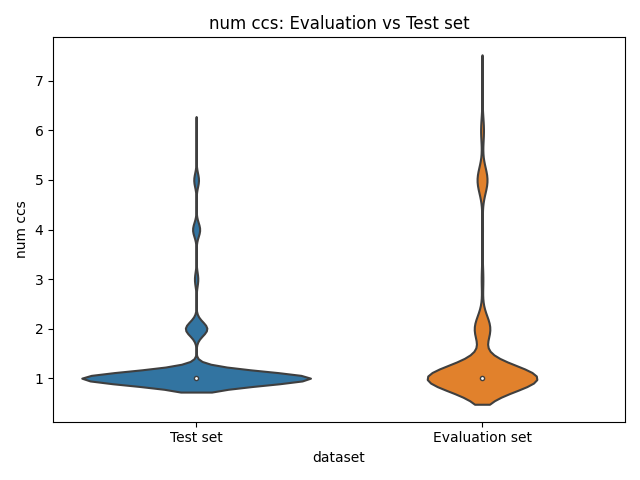 num ccs: Evaluation vs Test set
7
6
5
4
3
2
1
num ccs
Test set
Evaluation set
dataset